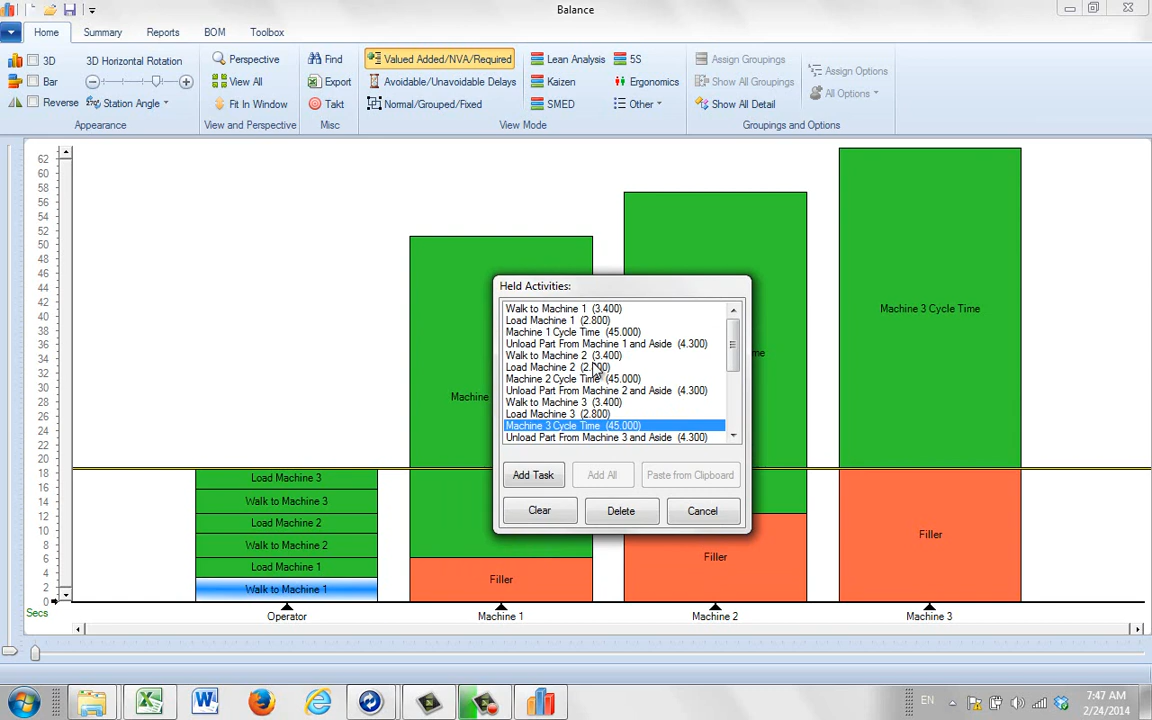 Balance
Home Summary Reports BOM Toolbox
3D 3D Horizontal Rotation
Bar
Reverse Station Angle
Appearance
Perspective
View All
Fit In Window
View and Perspective
Find
Export
Takt
Misc
Valued Added/NVA/Required
Avoidable/Unavoidable Delays
Normal/Grouped/Fixed
Lean Analysis 5S
Kaizen Ergonomics
SMED Other
View Mode
Assign Groupings
Show All Groupings
Show All Detail
Assign Options
All Options
Groupings and Options
62
60
58
56
54
52
50
48
46
44
42
40
38
36
34
32
30
28
26
24
22
20
18
16
14
12
10
8
6
4
2
0
Secs
Load Machine 3
Walk to Machine 3
Load Machine 2
Walk to Machine 2
Load Machine 1
Walk to Machine 1
Operator
Machine
Filler
Machine 1
me
Filler
Machine 2
Machine 3 Cycle Time
Filler
Machine 3
Held Activities:
Walk to Machine 1 (3.400)
Load Machine 1 (2.800)
Machine 1 Cycle Time (45.000)
Unload Part From Machine 1 and Aside (4.300)
Walk to Machine 2 (3.400)
Load Machine 2
Machine 2 Cycle Time (45.000)
Unload Part From Machine 2 and Aside (4.300)
Walk to Machine 3 (3.400)
Load Machine 3 (2.800)
Machine 3 Cycle Time (45.000)
Unload Part From Machine 3 and Aside (4.300)
Add Task Add All Paste from Clipboard
Clear Delete Cancel
EN
7:47 AM
2/24/2014